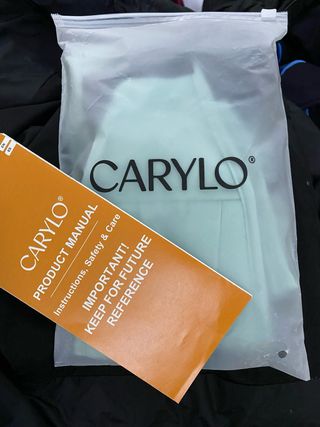 CARYLO®
CARYLO®
PRODUCT MANUAL
Instructions, Safety & Care
IMPORTANT!
KEEP FOR FUTURE
REFERENCE